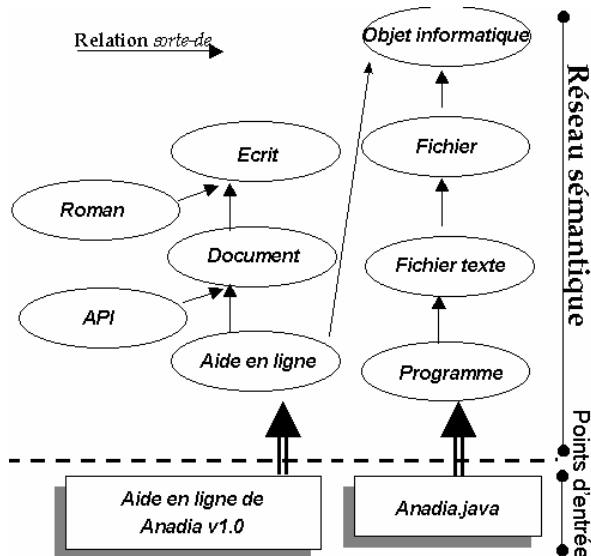 Relation sorte-de
Objet informatique
Ecrit
Fichier
Roman
Document
Fichier texte
API
Aide en ligne
Programme
Aide en ligne de
Anadia v1.0
Anadia.java
Réseau sémantique
Points d'entrée